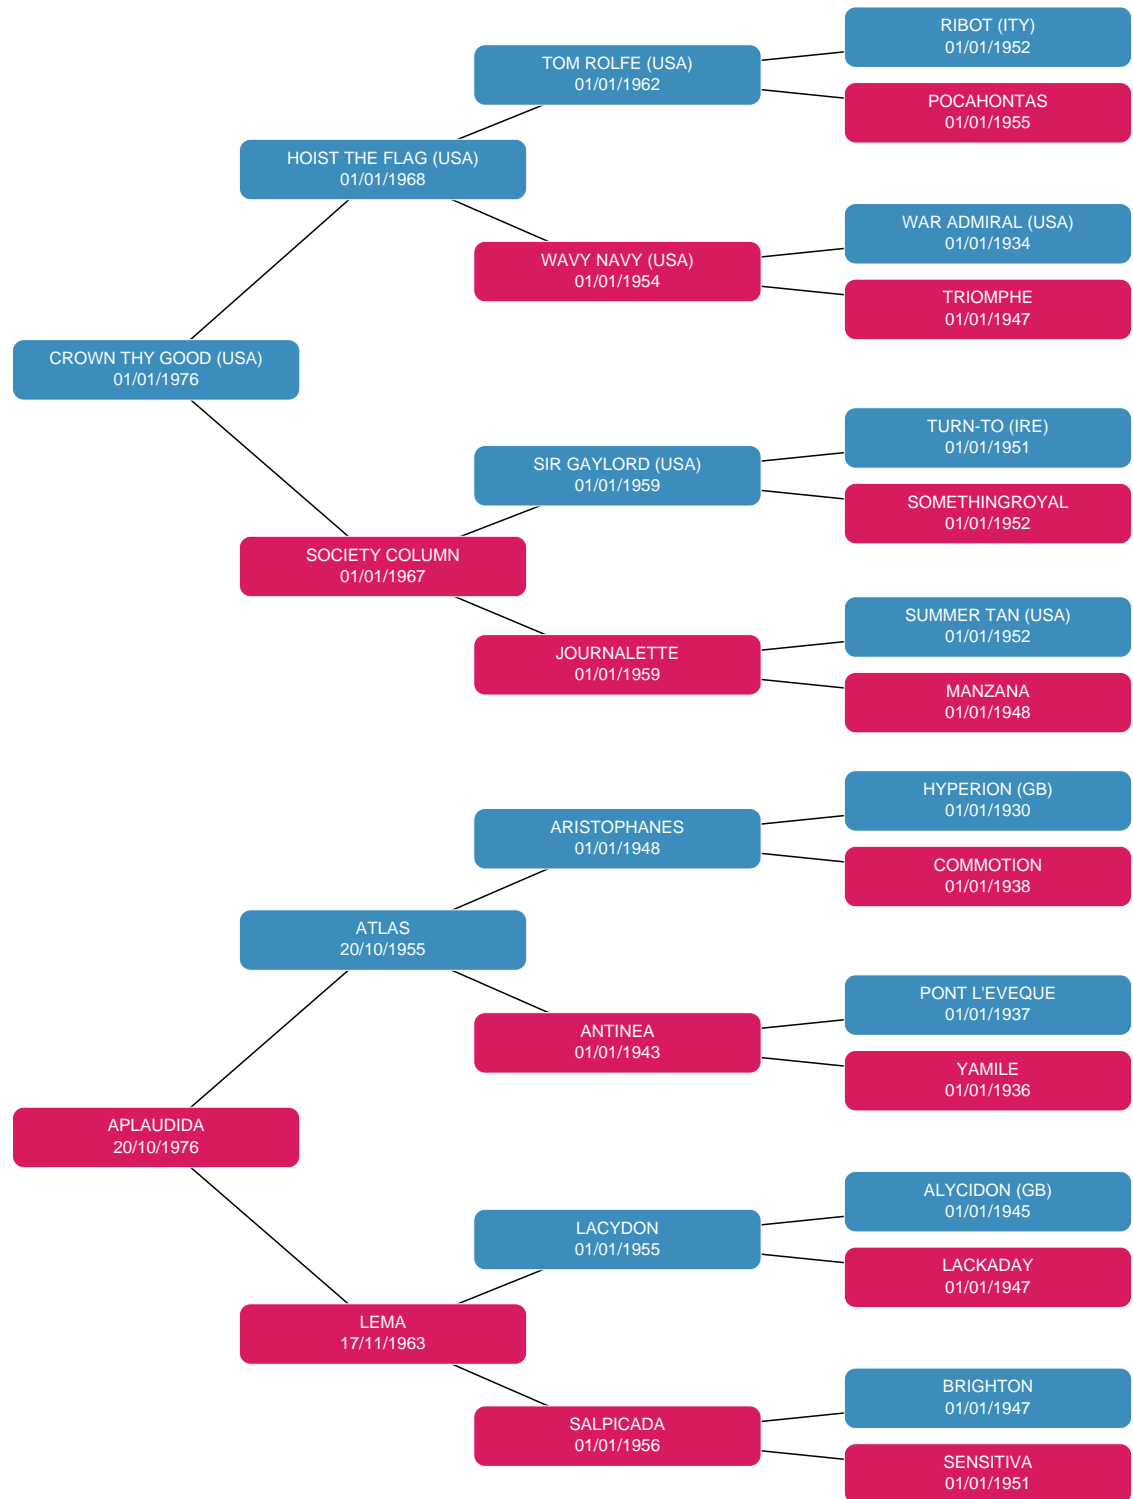 RIBOT (ITY)
01/01/1952
TOM ROLFE (USA)
01/01/1962
POCAHONTAS
01/01/1955
HOIST THE FLAG (USA)
01/01/1968
WAR ADMIRAL (USA)
01/01/1934
WAVY NAVY (USA)
01/01/1954
TRIOMPHE
01/01/1947
CROWN THY GOOD (USA)
01/01/1976
TURN-TO (IRE)
01/01/1951
SIR GAYLORD (USA)
01/01/1959
SOMETHINGROYAL
01/01/1952
SOCIETY COLUMN
01/01/1967
SUMMER TAN (USA)
01/01/1952
JOURNALETTE
01/01/1959
MANZANA
01/01/1948
HYPERION (GB)
01/01/1930
ARISTOPHANES
01/01/1948
COMMOTION
01/01/1938
ATLAS
20/10/1955
PONT L'EVEQUE
01/01/1937
ANTINEA
01/01/1943
YAMILE
01/01/1936
APLAUDIDA
20/10/1976
ALYCIDON (GB)
01/01/1945
LACYDON
01/01/1955
LACKADAY
01/01/1947
LEMA
17/11/1963
BRIGHTON
01/01/1947
SALPICADA
01/01/1956
SENSITIVA
01/01/1951